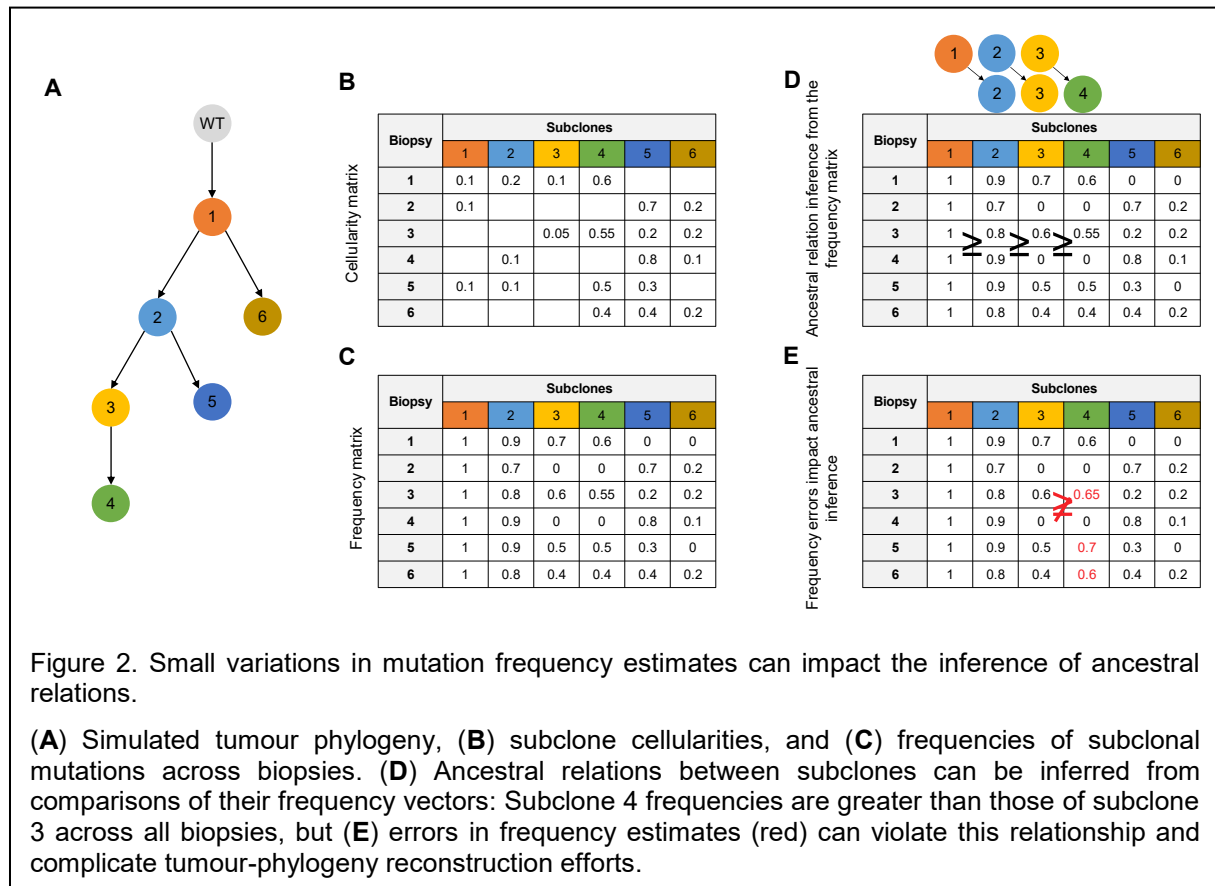 A
WT
1
2
6
3
5
4
B
Cellularity matrix
Biopsy Subclones
1 2 3 4 5 6
1 0.1 0.2 0.1 0.6
2 0.1 0.7 0.2
3 0.05 0.55 0.2 0.2
4 0.1 0.8 0.1
5 0.1 0.1 0.5 0.3
6 0.4 0.4 0.2
C
Frequency matrix
Biopsy Subclones
1 2 3 4 5 6
1 1 0.9 0.7 0.6 0 0
2 1 0.7 0 0 0.7 0.2
3 1 0.8 0.6 0.55 0.2 0.2
4 1 0.9 0 0 0.8 0.1
5 1 0.9 0.5 0.5 0.3 0
6 1 0.8 0.4 0.4 0.4 0.2
1 2 3
2 3 4
D
Ancestral relation inference from the
frequency matrix
Biopsy Subclones
1 2 3 4 5 6
1 1 0.9 0.7 0.6 0 0
2 1 0.7 0 0 0.7 0.2
3 1 ≥ 0.8 ≥ 0.6 ≥ 0.55 0.2 0.2
4 1 0.9 0 0 0.8 0.1
5 1 0.9 0.5 0.5 0.3 0
6 1 0.8 0.4 0.4 0.4 0.2
E
Frequency errors impact ancestral
inference
Biopsy Subclones
1 2 3 4 5 6
1 1 0.9 0.7 0.6 0 0
2 1 0.7 0 0 0.7 0.2
3 1 0.8 0.6 ≱ 0.65 0.2 0.2
4 1 0.9 0 0 0.8 0.1
5 1 0.9 0.5 0.7 0.3 0
6 1 0.8 0.4 0.6 0.4 0.2
Figure 2. Small variations in mutation frequency estimates can impact the inference of ancestral
relations.
(A) Simulated tumour phylogeny, (B) subclone cellularities, and (C) frequencies of subclonal
mutations across biopsies. (D) Ancestral relations between subclones can be inferred from
comparisons of their frequency vectors: Subclone 4 frequencies are greater than those of subclone
3 across all biopsies, but (E) errors in frequency estimates (red) can violate this relationship and
complicate tumour-phylogeny reconstruction efforts.